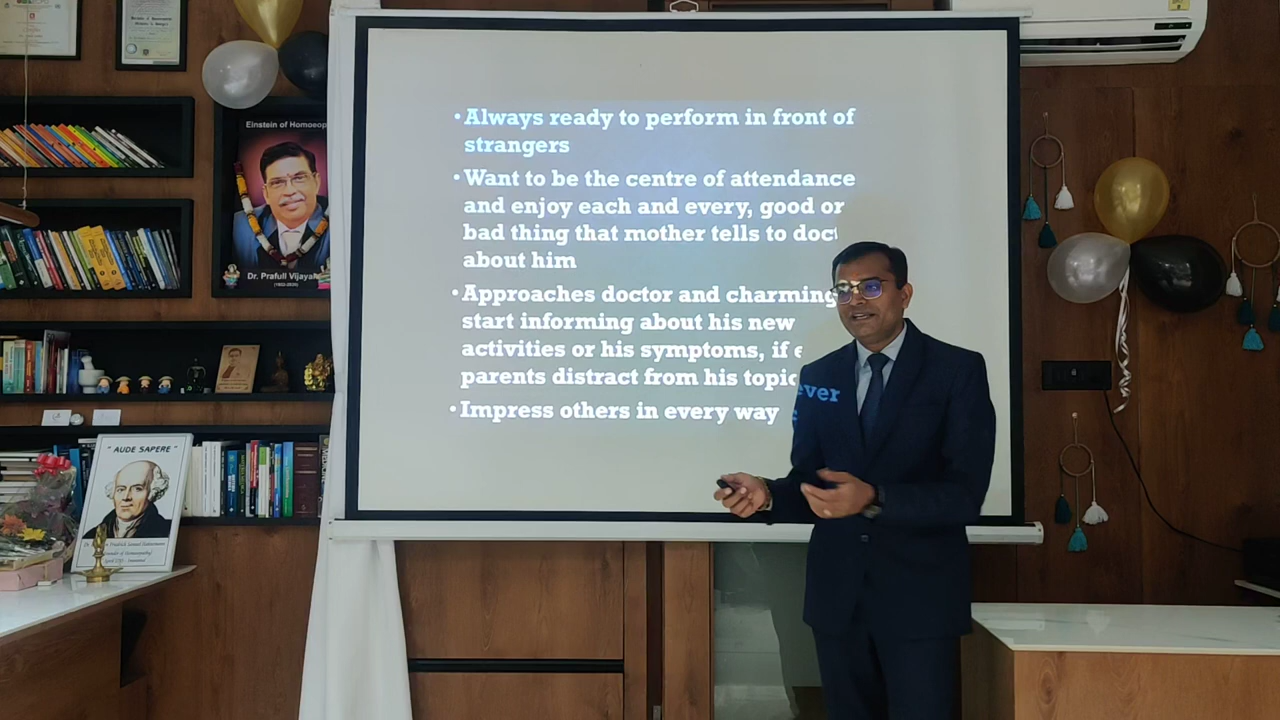 Einstein of Homoeop
Dr. Prafull Vijayak
" AUDE SAPERE "
• Always ready to perform in front of
strangers
• Want to be the centre of attendance
and enjoy each and every, good or
bad thing that mother tells to doct
about him
• Approaches doctor and charming
start informing about his new
activities or his symptoms, if ever
parents distract from his topic
• Impress others in every way